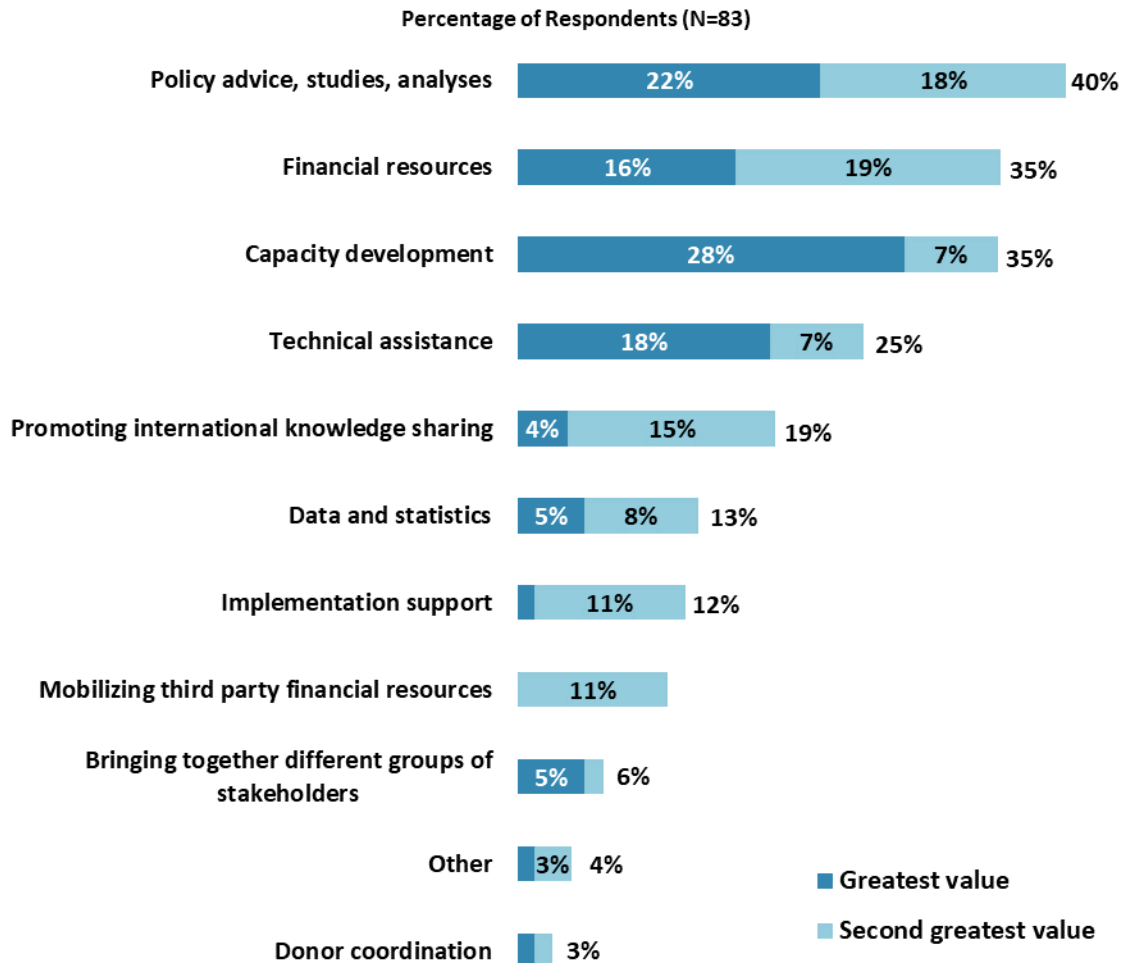 Percentage of Respondents (N=83)
Policy advice, studies, analyses 22% 18% 40%
Financial resources 16% 19% 35%
Capacity development 28% 7% 35%
Technical assistance 18% 7% 25%
Promoting international knowledge sharing 4% 15% 19%
Data and statistics 5% 8% 13%
Implementation support 11% 12%
Mobilizing third party financial resources 11%
Bringing together different groups of
stakeholders 5% 6%
Other 3% 4%
Donor coordination 3%
Greatest value
Second greatest value